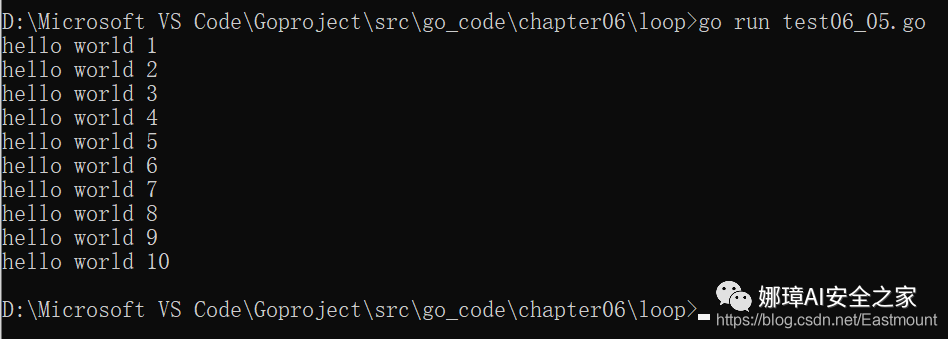 D:\Microsoft VS Code\Goproject\src\go_code\chapter06\loop>go run test06_05.go
hello world 1
hello world 2
hello world 3
hello world 4
hello world 5
hello world 6
hello world 7
hello world 8
hello world 9
hello world 10
D:\Microsoft VS Code\Goproject\src\go_code\chapter06\loop>
娜璋AI安全之家
https://blog.csdn.net/Eastmount